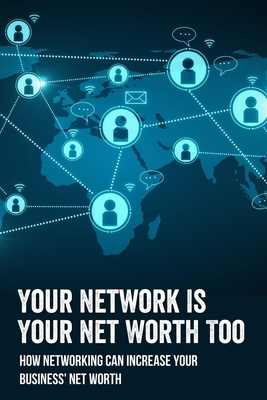 YOUR NETWORK IS
YOUR NET WORTH TOO
HOW NETWORKING CAN INCREASE YOUR
BUSINESS' NET WORTH